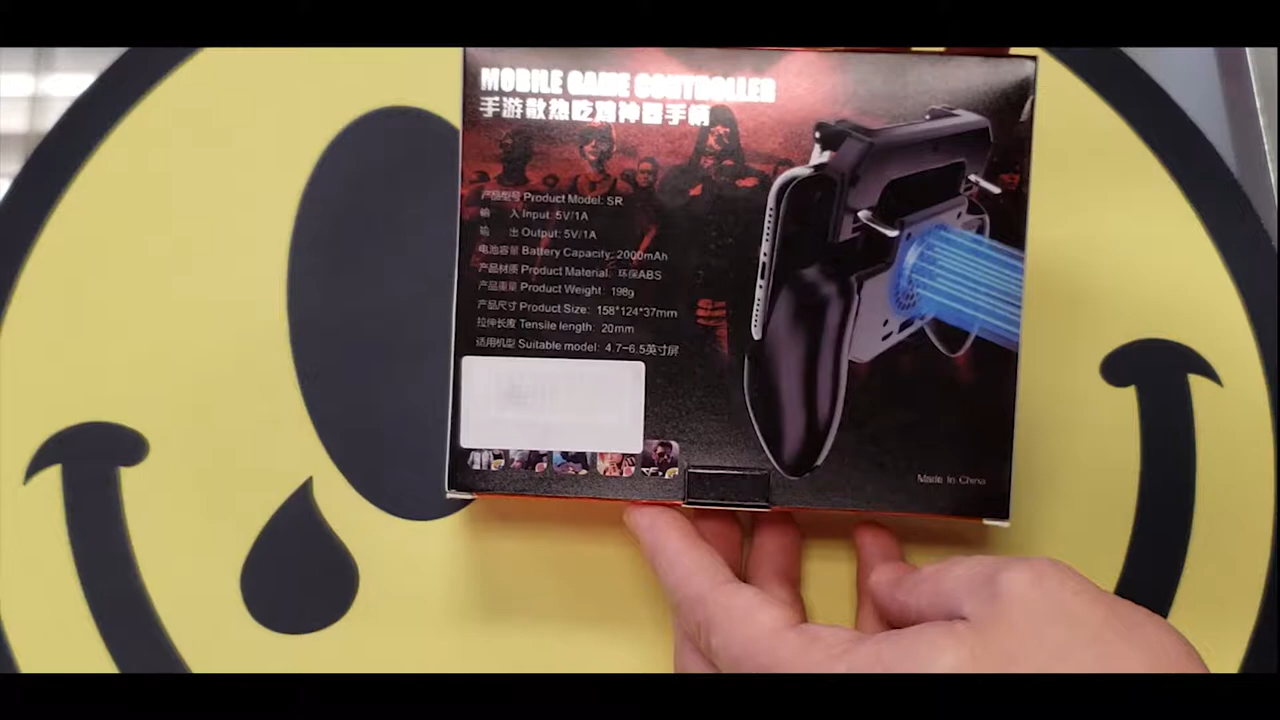 MOBILE GAME CONTROLLER
手游散热吃鸡神器手柄
产品型号 Product Model: SR
输 入 Input: 5V/1A
输 出 Output: 5V/1A
电池容量 Battery Capacity: 2000mAh
产品材质 Product Material: 环保ABS
产品重量 Product Weight: 198g
产品尺寸 Product Size: 158*124*37mm
拉伸长度 Tensile length: 20mm
适用机型 Suitable model: 4.7-6.5英寸屏
Made In China